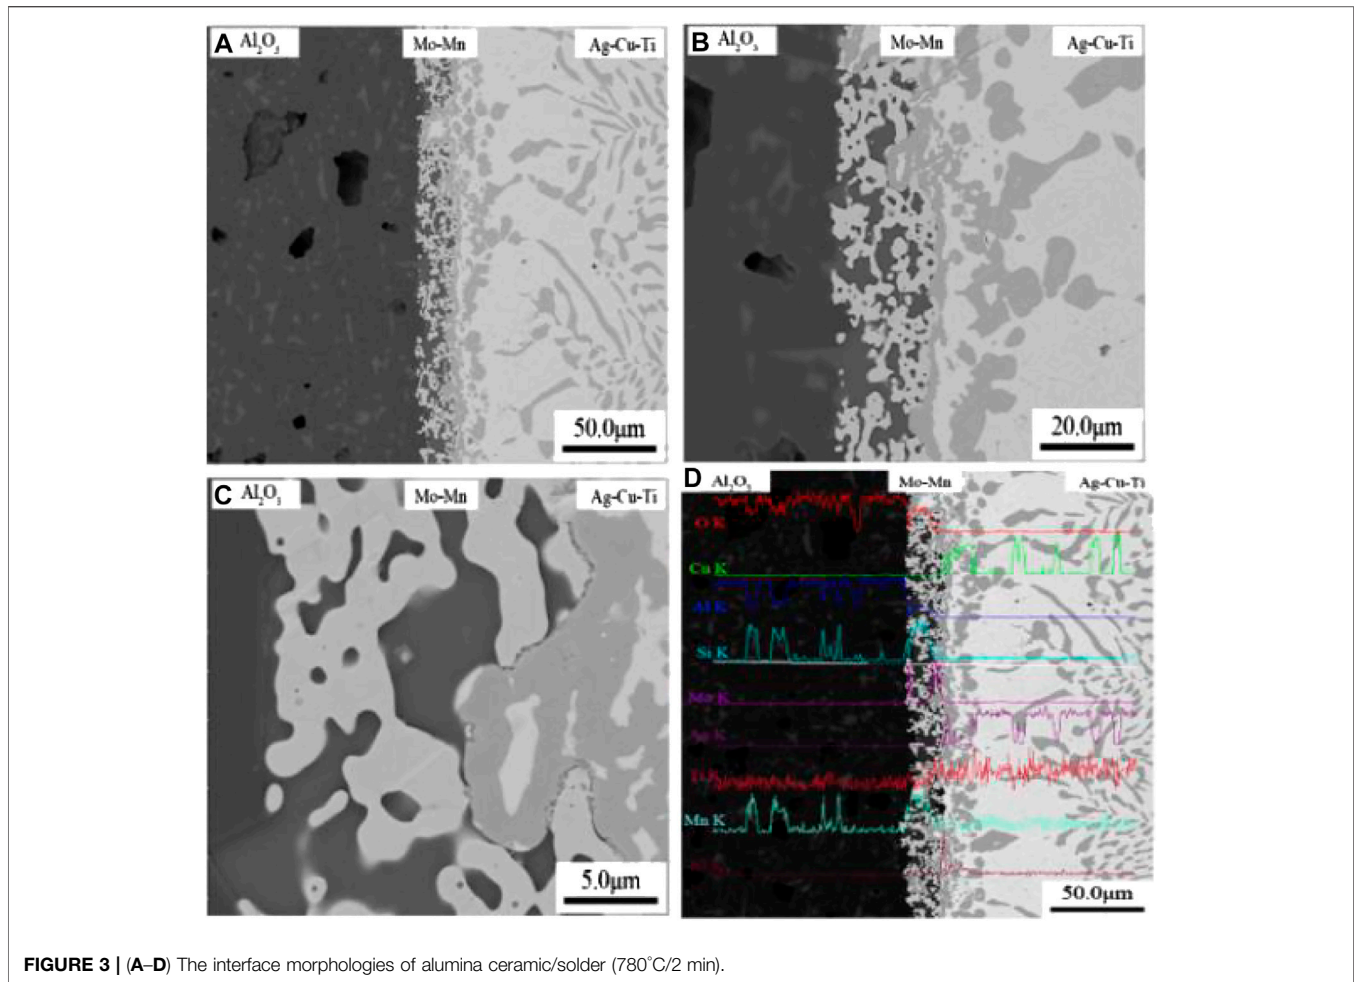 A Al₂O₃ Mo-Mn Ag-Cu-Ti
50.0μm
B Al₂O₃ Mo-Mn Ag-Cu-Ti
20.0μm
C Al₂O₃ Mo-Mn Ag-Cu-Ti
5.0μm
D Al₂O₃ Mo-Mn Ag-Cu-Ti
O K
Cu K
Al K
Si K
Mo K
Ag K
Ti K
Mn K
50.0μm
FIGURE 3 | (A–D) The interface morphologies of alumina ceramic/solder (780°C/2 min).